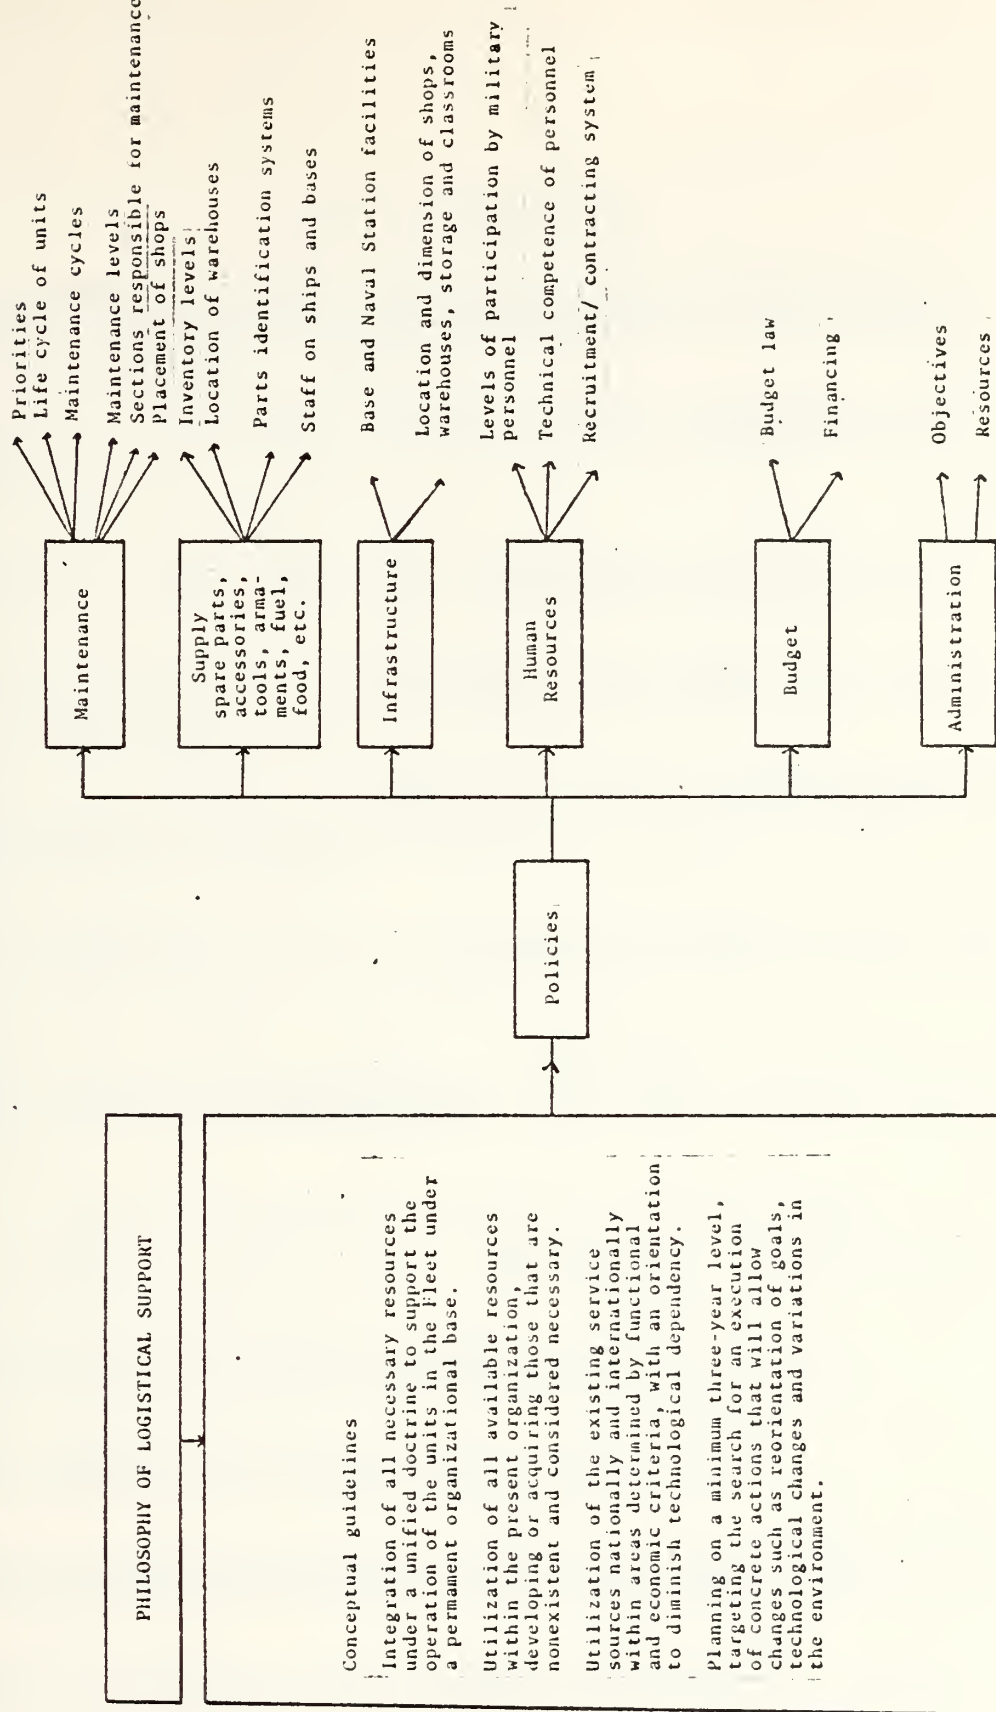 PHILOSOPHY OF LOGISTICAL SUPPORT
Conceptual guidelines
Integration of all necessary resources
under a unified doctrine to support the
operation of the units in the Fleet under
a permament organizational base.
Utilization of all available resources
within the present organization,
developing or acquiring those that are
nonexistent and considered necessary.
Utilization of the existing service
sources nationally and internationally
within areas determined by functional
and economic criteria, with an orientation
to diminish technological dependency.
Planning on a minimum three-year level,
targeting the search for an execution
of concrete actions that will allow
changes such as reorientation of goals,
technological changes and variations in
the environment.
Policies
Maintenance
Priorities
Life cycle of units
Maintenance cycles
Maintenance levels
Sections responsible for maintenance
Placement of shops
Supply
spare parts,
accessories,
tools, arma-
ments, fuel,
food, etc.
Inventory levels
Location of warehouses
Parts identification systems
Staff on ships and bases
Infrastructure
Base and Naval Station facilities
Location and dimension of shops,
warehouses, storage and classrooms
Human
Resources
Levels of participation by military
personnel
Technical competence of personnel
Recruitment/ contracting system
Budget
Budget law
Financing
Administration
Objectives
Resources